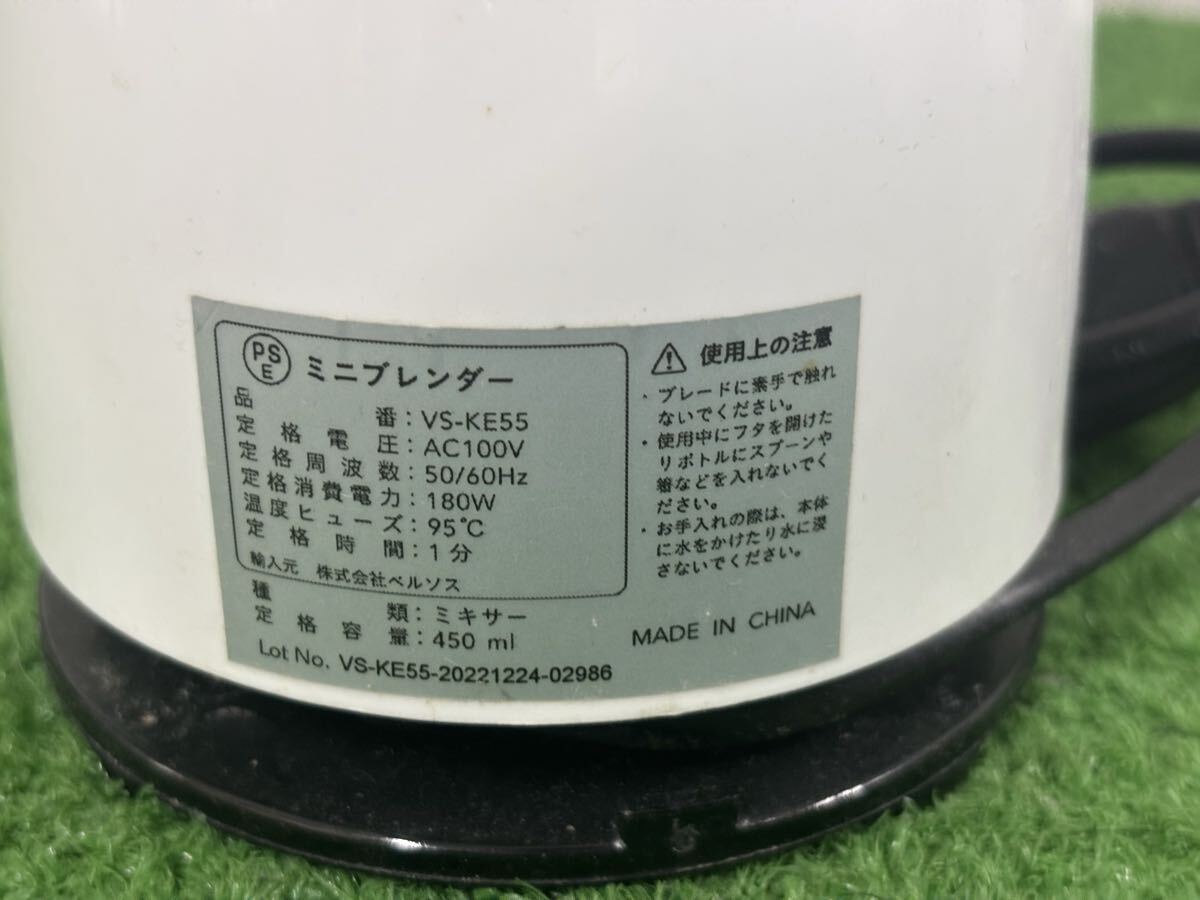 PSE ミニブレンダー
品番：VS-KE55
定格電圧：AC100V
定格周波数：50/60Hz
定格消費電力：180W
温度ヒューズ：95℃
定格時間：1分
輸入元 株式会社ベルソス
種類：ミキサー
定格容量：450 ml
Lot No. VS-KE55-20221224-02986
使用上の注意
・ブレードに素手で触れ
ないでください。
・使用中にフタを開けた
りボトルにスプーンや
箸などを入れないでく
ださい。
・お手入れの際は、本体
に水をかけたり水に浸
さないでください。
MADE IN CHINA